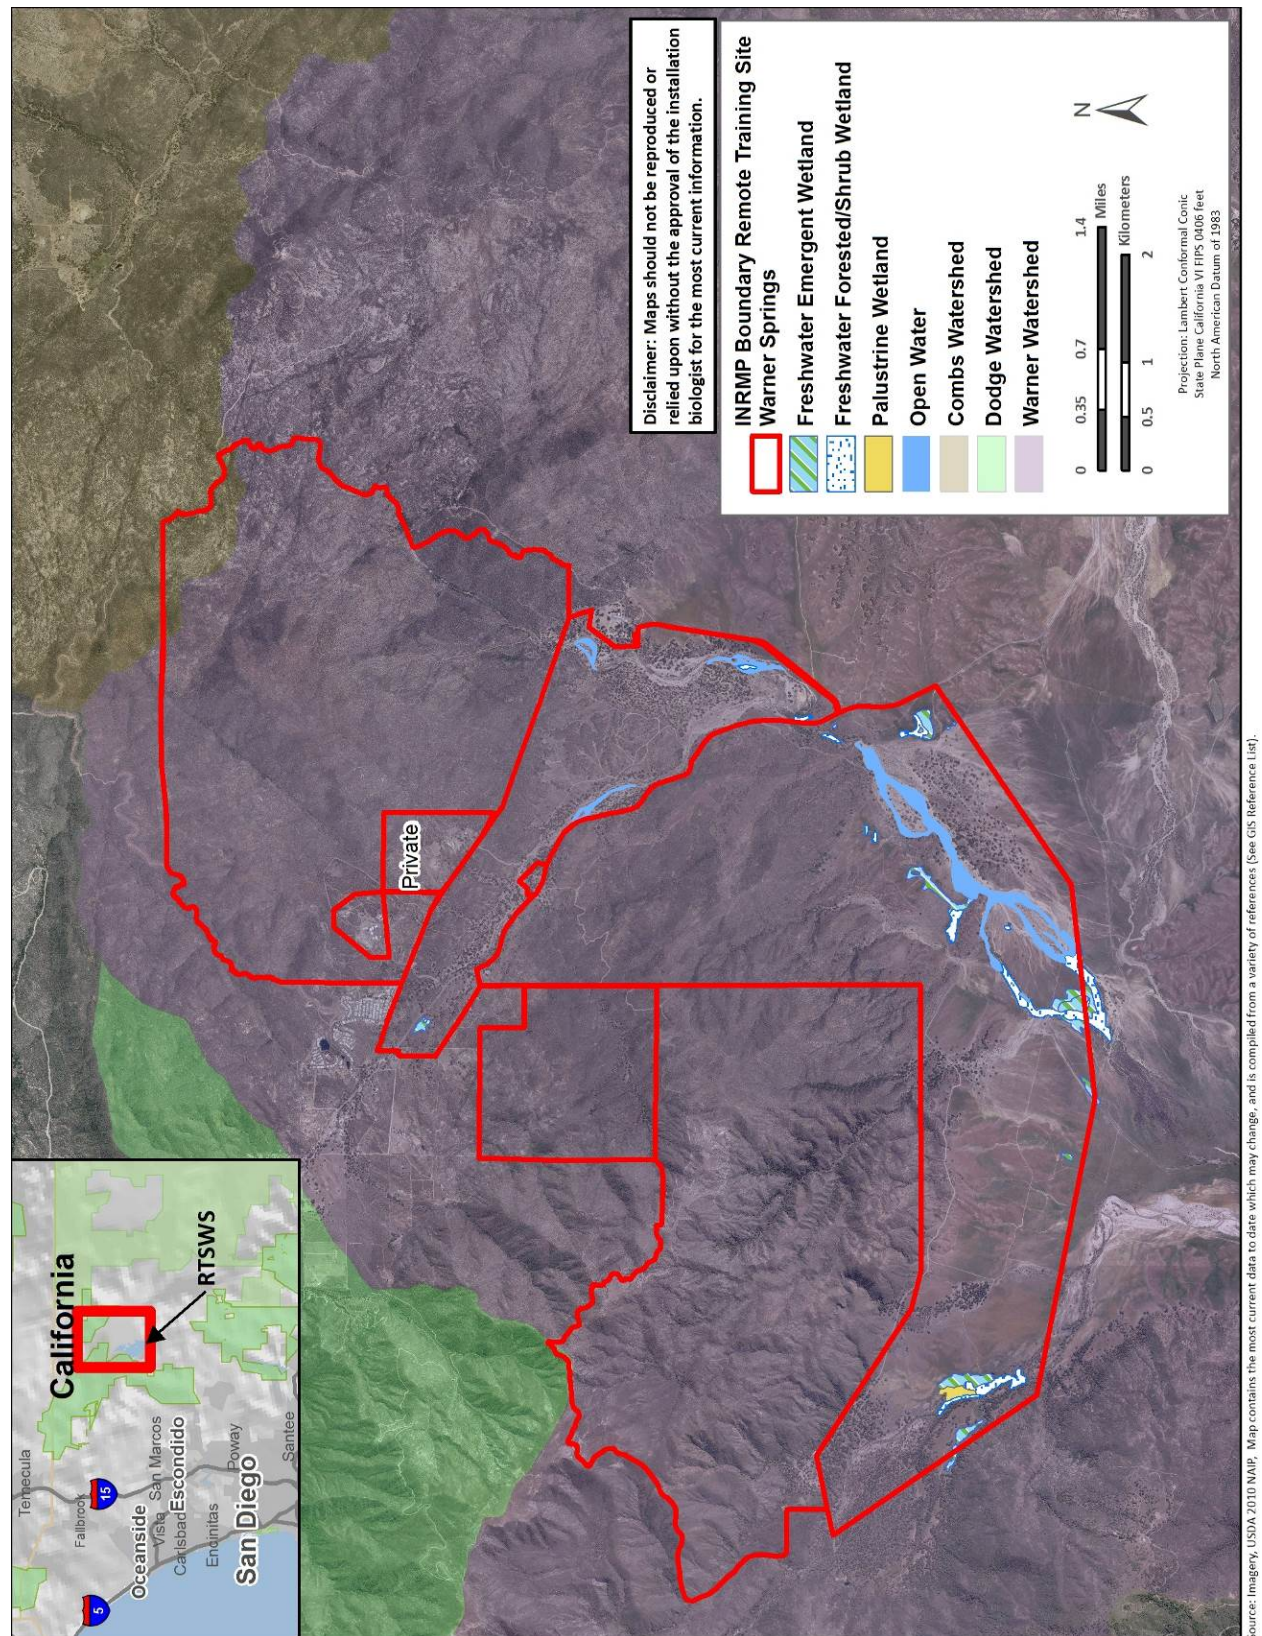 California
RTSWS
Temecula
Fallbrook
15
5
Oceanside
Vista
San Marcos
Carlsbad
Escondido
Encinitas
Poway
San Diego
Santee
Private
Disclaimer: Maps should not be reproduced or
relied upon without the approval of the installation
biologist for the most current information.
INRMP Boundary Remote Training Site
Warner Springs
Freshwater Emergent Wetland
Freshwater Forested/Shrub Wetland
Palustrine Wetland
Open Water
Combs Watershed
Dodge Watershed
Warner Watershed
N
0 0.35 0.7 1.4
Miles
Kilometers
0 0.5 1 2
Projection: Lambert Conformal Conic
State Plane California VI FIPS 0406 feet
North American Datum of 1983
Source: Imagery, USDA 2010 NAIP, Map contains the most current data to date which may change, and is compiled from a variety of references (See GIS Reference List).